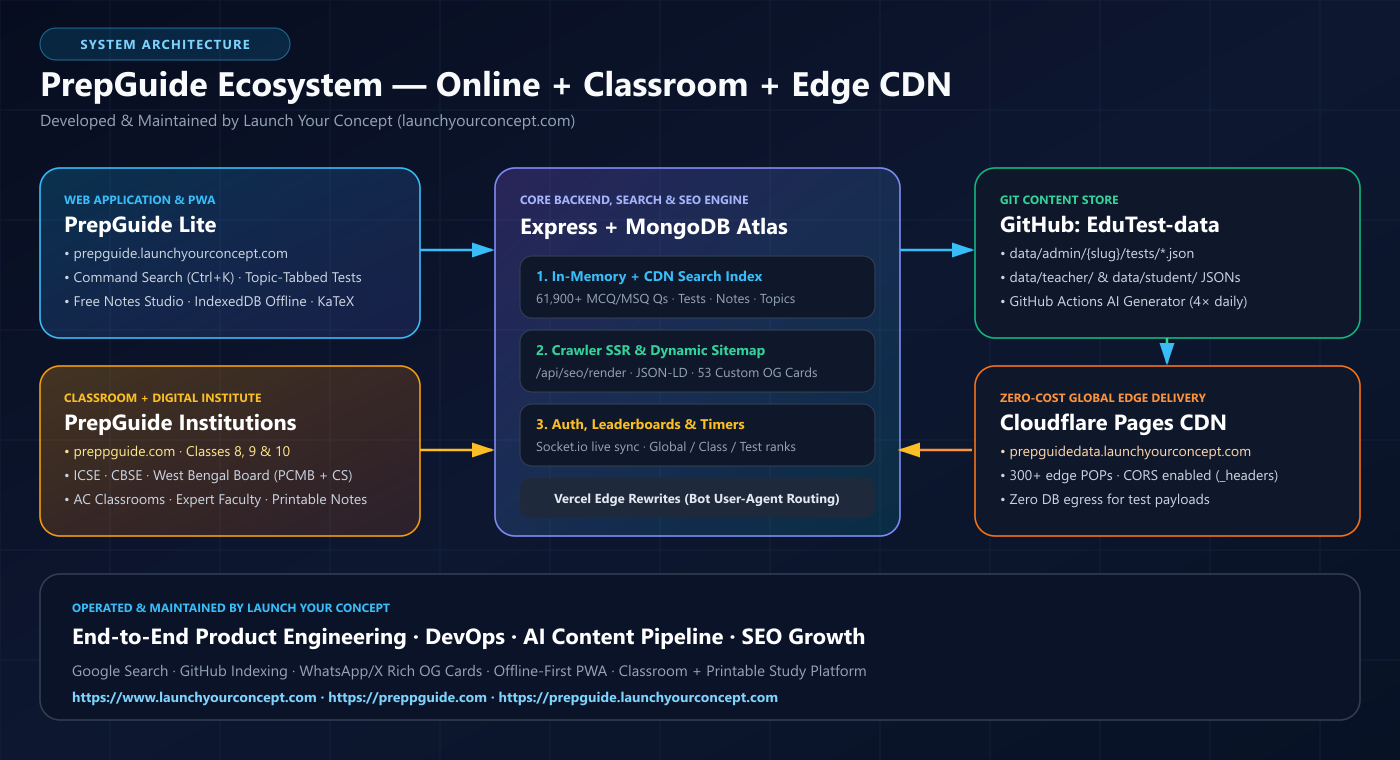 SYSTEM ARCHITECTURE
PrepGuide Ecosystem — Online + Classroom + Edge CDN
Developed & Maintained by Launch Your Concept (launchyourconcept.com)
WEB APPLICATION & PWA
PrepGuide Lite
• prepguide.launchyourconcept.com
• Command Search (Ctrl+K) · Topic-Tabbed Tests
• Free Notes Studio · IndexedDB Offline · KaTeX
CLASSROOM + DIGITAL INSTITUTE
PrepGuide Institutions
• preppguide.com · Classes 8, 9 & 10
• ICSE · CBSE · West Bengal Board (PCMB + CS)
• AC Classrooms · Expert Faculty · Printable Notes
CORE BACKEND, SEARCH & SEO ENGINE
Express + MongoDB Atlas
1. In-Memory + CDN Search Index
61,900+ MCQ/MSQ Qs · Tests · Notes · Topics
2. Crawler SSR & Dynamic Sitemap
/api/seo/render · JSON-LD · 53 Custom OG Cards
3. Auth, Leaderboards & Timers
Socket.io live sync · Global / Class / Test ranks
Vercel Edge Rewrites (Bot User-Agent Routing)
GIT CONTENT STORE
GitHub: EduTest-data
• data/admin/{slug}/tests/*.json
• data/teacher/ & data/student/ JSONs
• GitHub Actions AI Generator (4× daily)
ZERO-COST GLOBAL EDGE DELIVERY
Cloudflare Pages CDN
• prepguidedata.launchyourconcept.com
• 300+ edge POPs · CORS enabled (_headers)
• Zero DB egress for test payloads
OPERATED & MAINTAINED BY LAUNCH YOUR CONCEPT
End-to-End Product Engineering · DevOps · AI Content Pipeline · SEO Growth
Google Search · GitHub Indexing · WhatsApp/X Rich OG Cards · Offline-First PWA · Classroom + Printable Study Platform
https://www.launchyourconcept.com · https://preppguide.com · https://prepguide.launchyourconcept.com